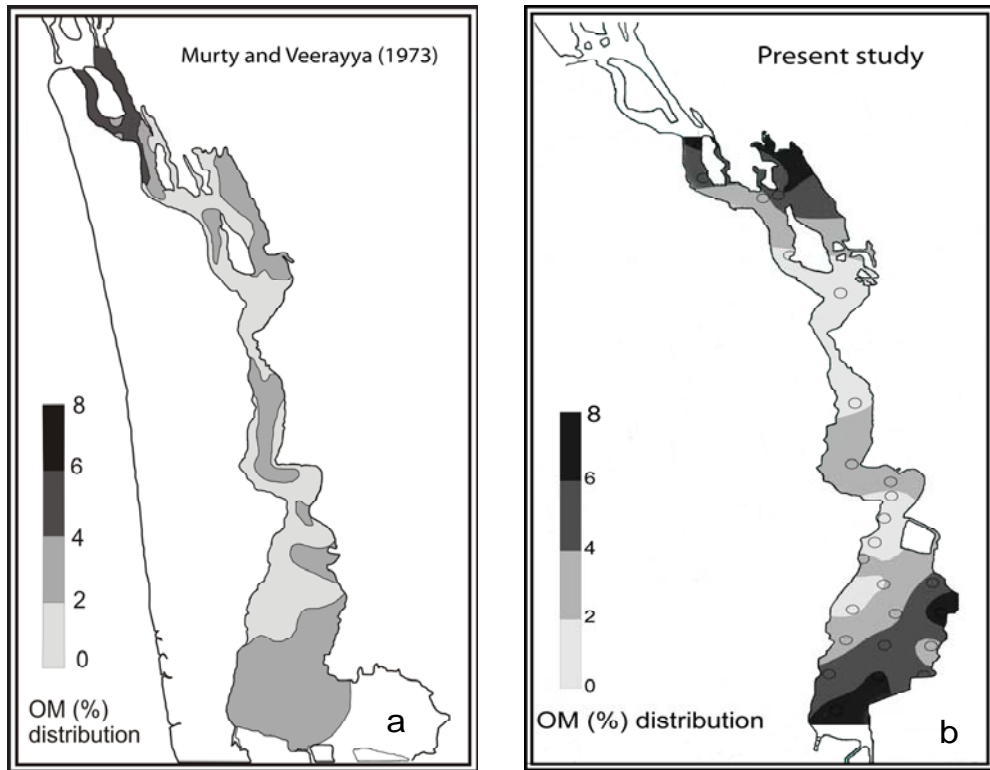 Murty and Veerayya (1973)
8
6
4
2
0
OM (%)
distribution
a
Present study
8
6
4
2
0
OM (%) distribution
b